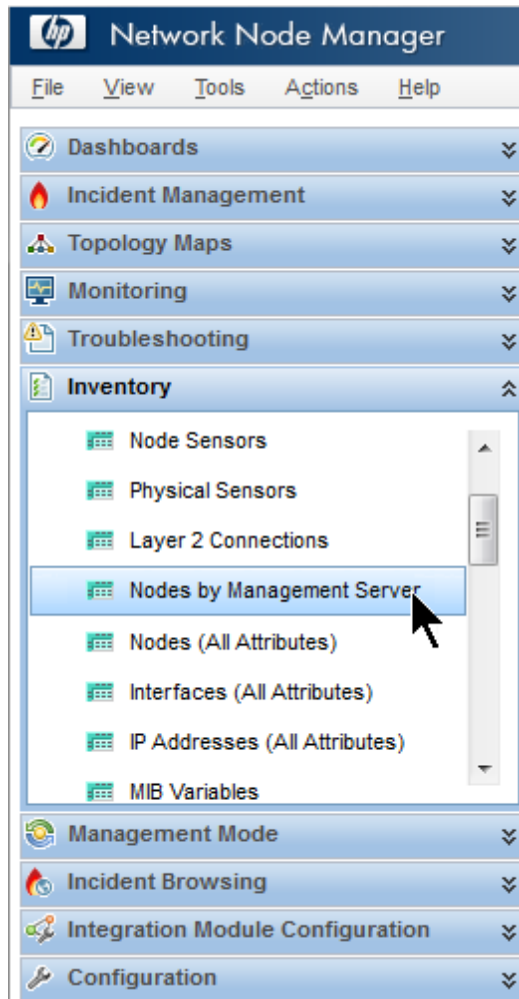 hp Network Node Manager
File View Tools Actions Help
Dashboards
Incident Management
Topology Maps
Monitoring
Troubleshooting
Inventory
Node Sensors
Physical Sensors
Layer 2 Connections
Nodes by Management Server
Nodes (All Attributes)
Interfaces (All Attributes)
IP Addresses (All Attributes)
MIB Variables
Management Mode
Incident Browsing
Integration Module Configuration
Configuration